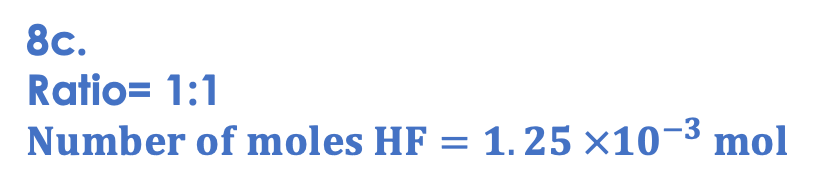 8c.
Ratio= 1:1
Number of moles HF = 1.25 ×10⁻³ mol